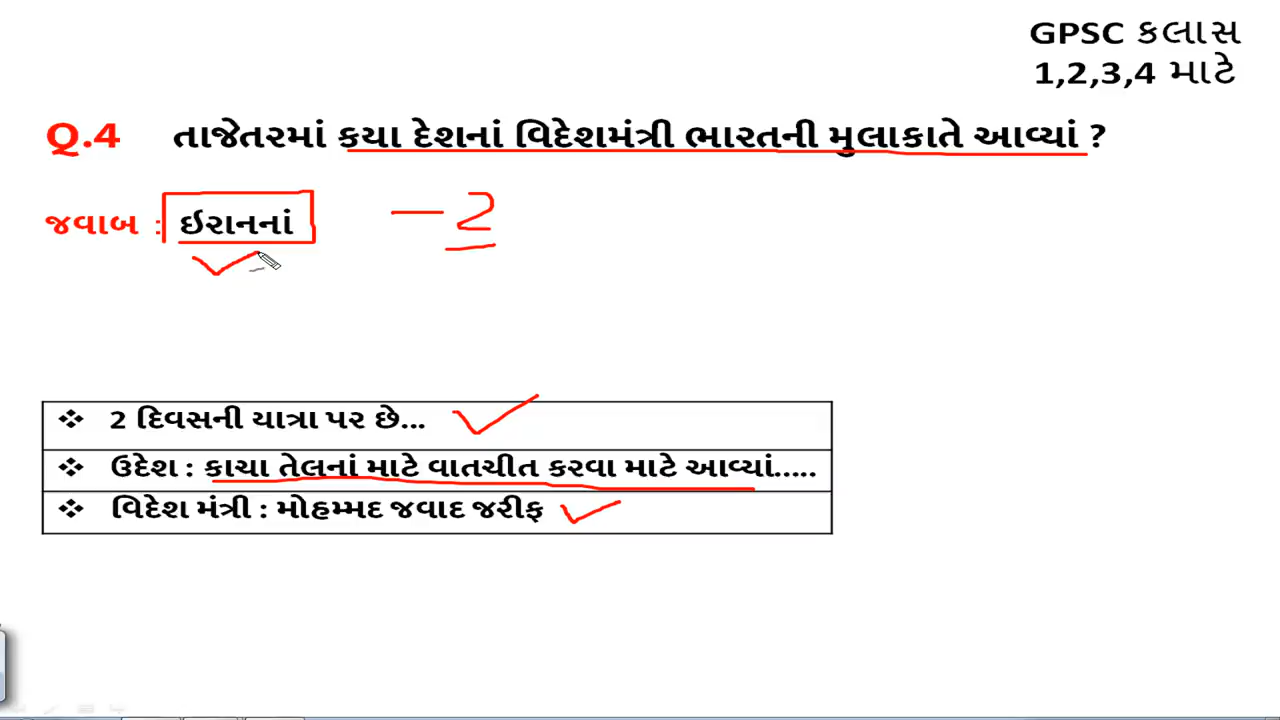 GPSC કલાસ
1,2,3,4 માટે
Q.4 તાજેતરમાં કયા દેશનાં વિદેશમંત્રી ભારતની મુલાકાતે આવ્યાં ?
જવાબ : ઈરાનનાં - 2
❖ 2 દિવસની યાત્રા પર છે...
❖ ઉદેશ : કાચા તેલનાં માટે વાતચીત કરવા માટે આવ્યાં.....
❖ વિદેશ મંત્રી : મોહમ્મદ જવાદ જરીફ